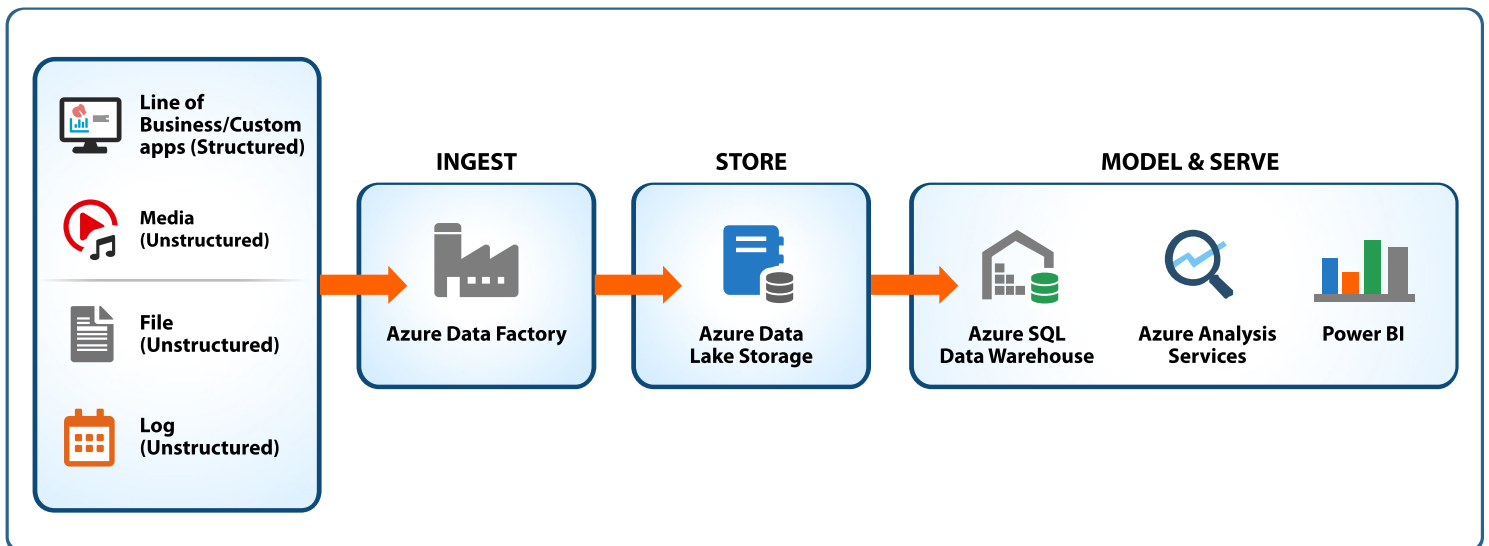 Line of
Business/Custom
apps (Structured)
Media
(Unstructured)
File
(Unstructured)
Log
(Unstructured)
INGEST
Azure Data Factory
STORE
Azure Data
Lake Storage
MODEL & SERVE
Azure SQL
Data Warehouse
Azure Analysis
Services
Power BI